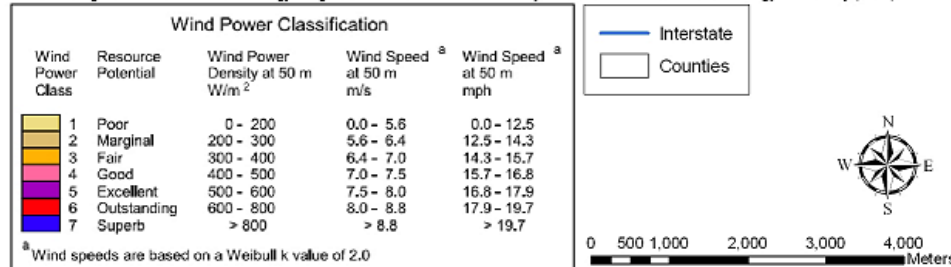 Wind Power Classification
Wind Power Class Resource Potential Wind Power Density at 50 m W/m 2 Wind Speed a at 50 m m/s Wind Speed a at 50 m mph
1 Poor 0 - 200 0.0 - 5.6 0.0 - 12.5
2 Marginal 200 - 300 5.6 - 6.4 12.5 - 14.3
3 Fair 300 - 400 6.4 - 7.0 14.3 - 15.7
4 Good 400 - 500 7.0 - 7.5 15.7 - 16.8
5 Excellent 500 - 600 7.5 - 8.0 16.8 - 17.9
6 Outstanding 600 - 800 8.0 - 8.8 17.9 - 19.7
7 Superb > 800 > 8.8 > 19.7
a Wind speeds are based on a Weibull k value of 2.0
Interstate
Counties
N
W E
S
0 500 1,000 2,000 3,000 4,000
Meters